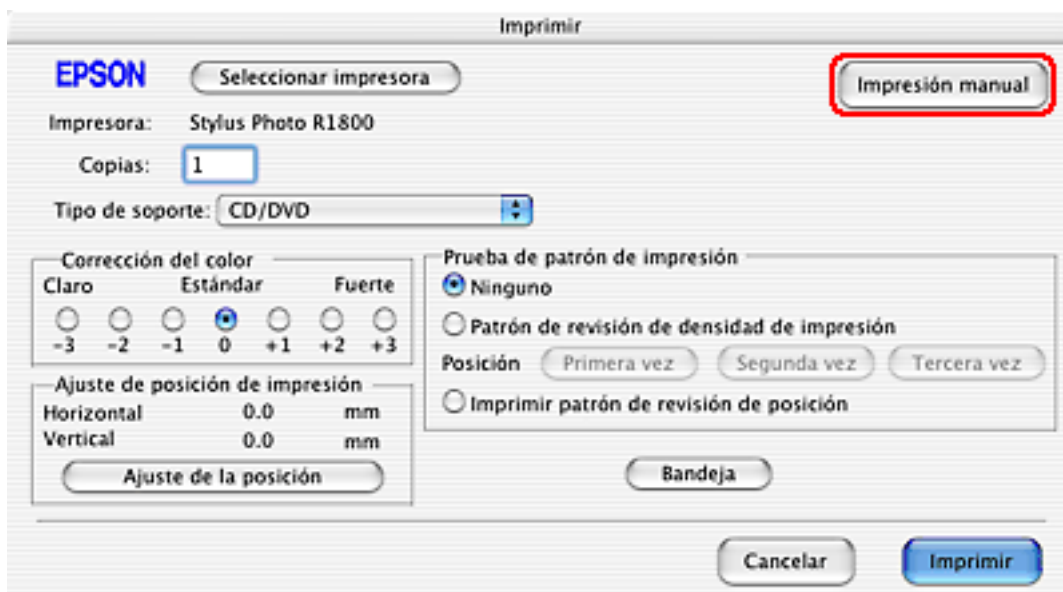 Imprimir
EPSON Seleccionar impresora Impresión manual
Impresora: Stylus Photo R1800
Copias: 1
Tipo de soporte: CD/DVD
Corrección del color
Claro Estándar Fuerte
-3 -2 -1 0 +1 +2 +3
Ajuste de posición de impresión
Horizontal 0.0 mm
Vertical 0.0 mm
Ajuste de la posición
Prueba de patrón de impresión
Ninguno
Patrón de revisión de densidad de impresión
Posición Primera vez Segunda vez Tercera vez
Imprimir patrón de revisión de posición
Bandeja
Cancelar Imprimir